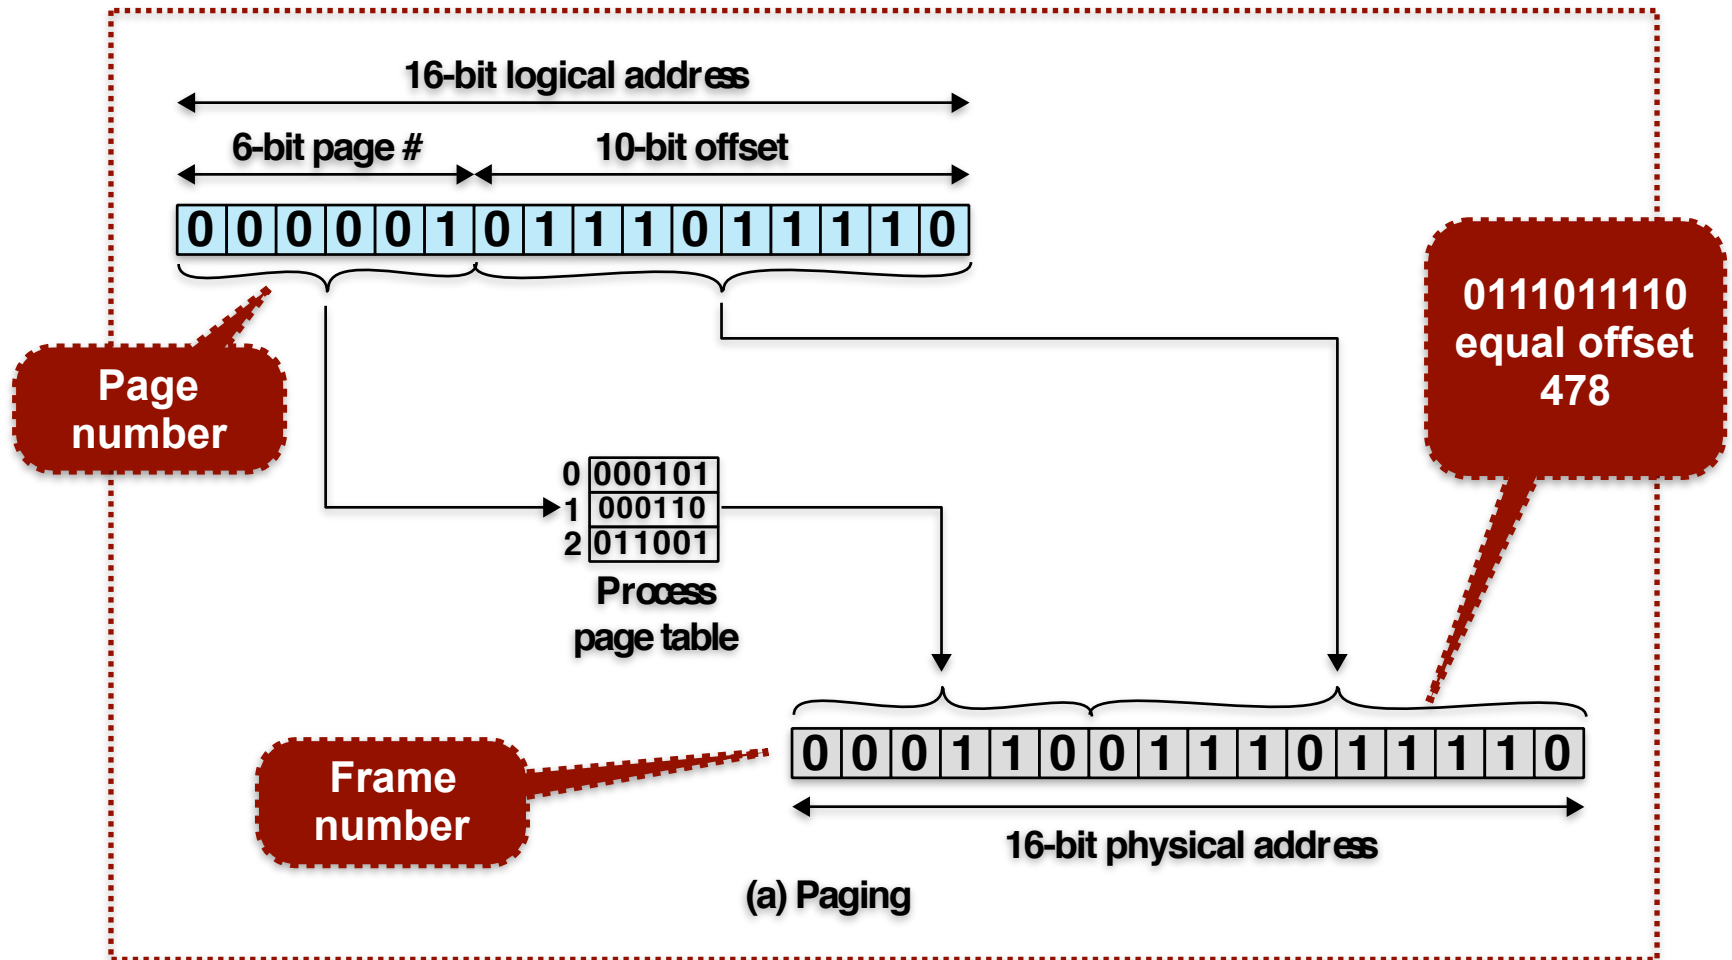 16-bit logical address
6-bit page # 10-bit offset
0 0 0 0 0 1 0 1 1 1 0 1 1 1 1 0
Page
number
0111011110
equal offset
478
0 000101
1 000110
2 011001
Process
page table
Frame
number
0 0 0 1 1 0 0 1 1 1 0 1 1 1 1 0
16-bit physical address
(a) Paging